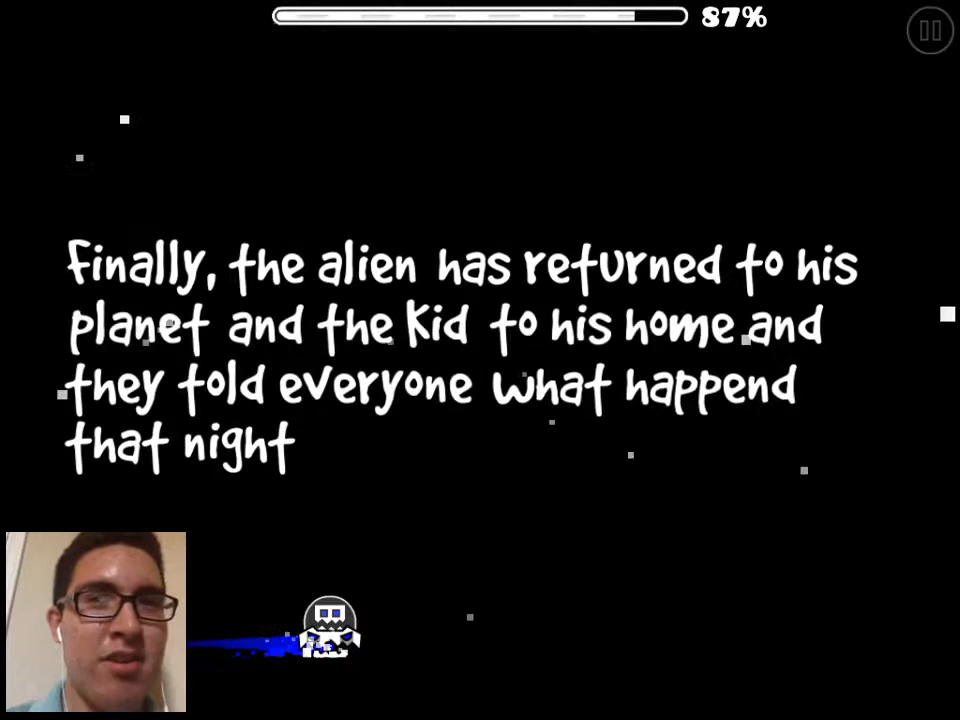 87%
Finally, the alien has returned to his
planet and the kid to his home and
they told everyone what happend
that night